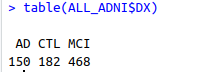 > table(ALL_ADNI$DX)
AD CTL MCI
150 182 468